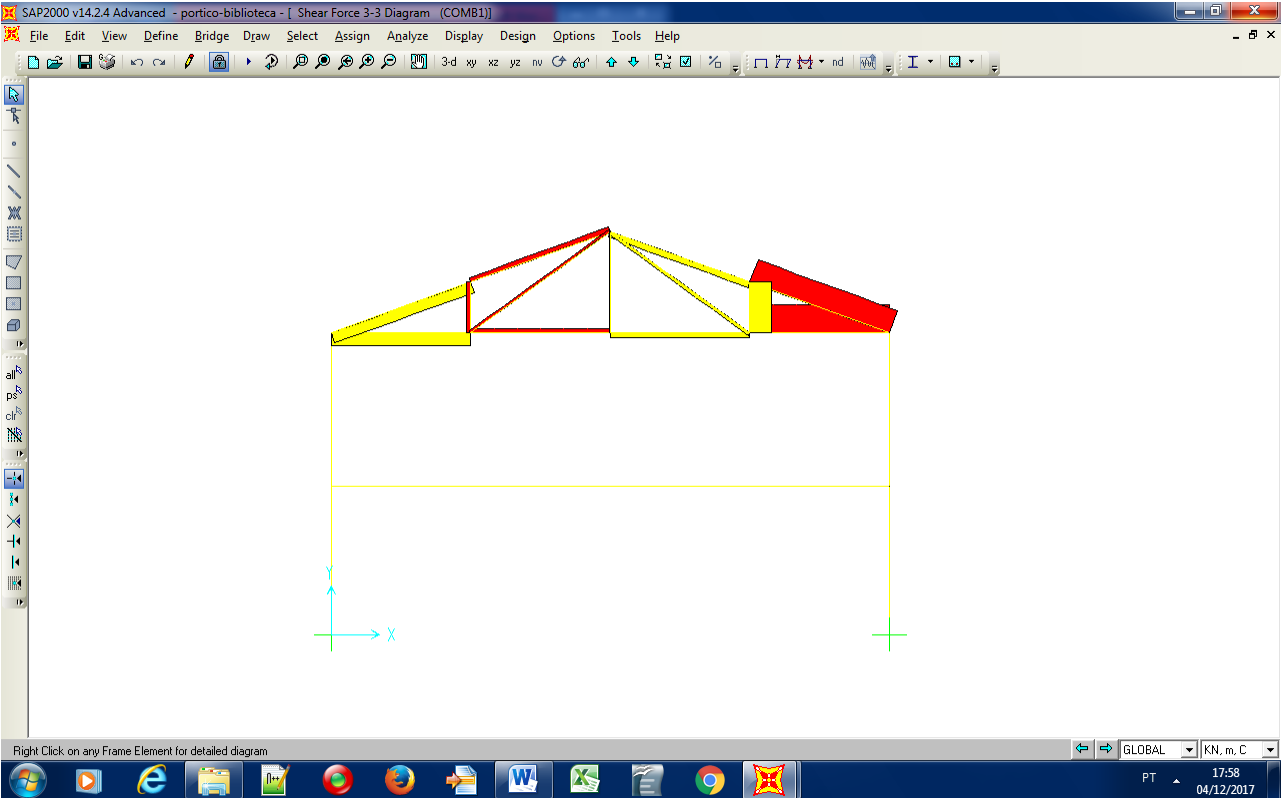 SAP2000 v14.2.4 Advanced - portico-biblioteca - [ Shear Force 3-3 Diagram (COMB1)]
File Edit View Define Bridge Draw Select Assign Analyze Display Design Options Tools Help
3-d xy xz yz nv nd
all
ps
clr
Y
X
Right Click on any Frame Element for detailed diagram
GLOBAL
KN, m, C
n++
W
PT
17:58
04/12/2017